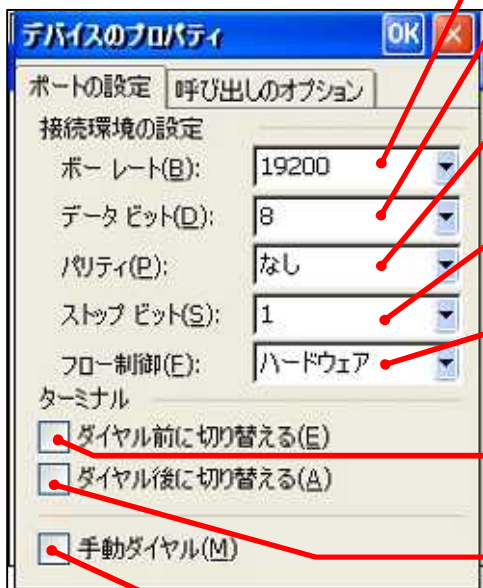 デバイスのプロパティ OK
ポートの設定 呼び出しのオプション
接続環境の設定
ボー レート(B): 19200
データ ビット(D): 8
パリティ(P): なし
ストップ ビット(S): 1
フロー制御(F): ハードウェア
ターミナル
ダイヤル前に切り替える(E)
ダイヤル後に切り替える(A)
手動ダイヤル(M)